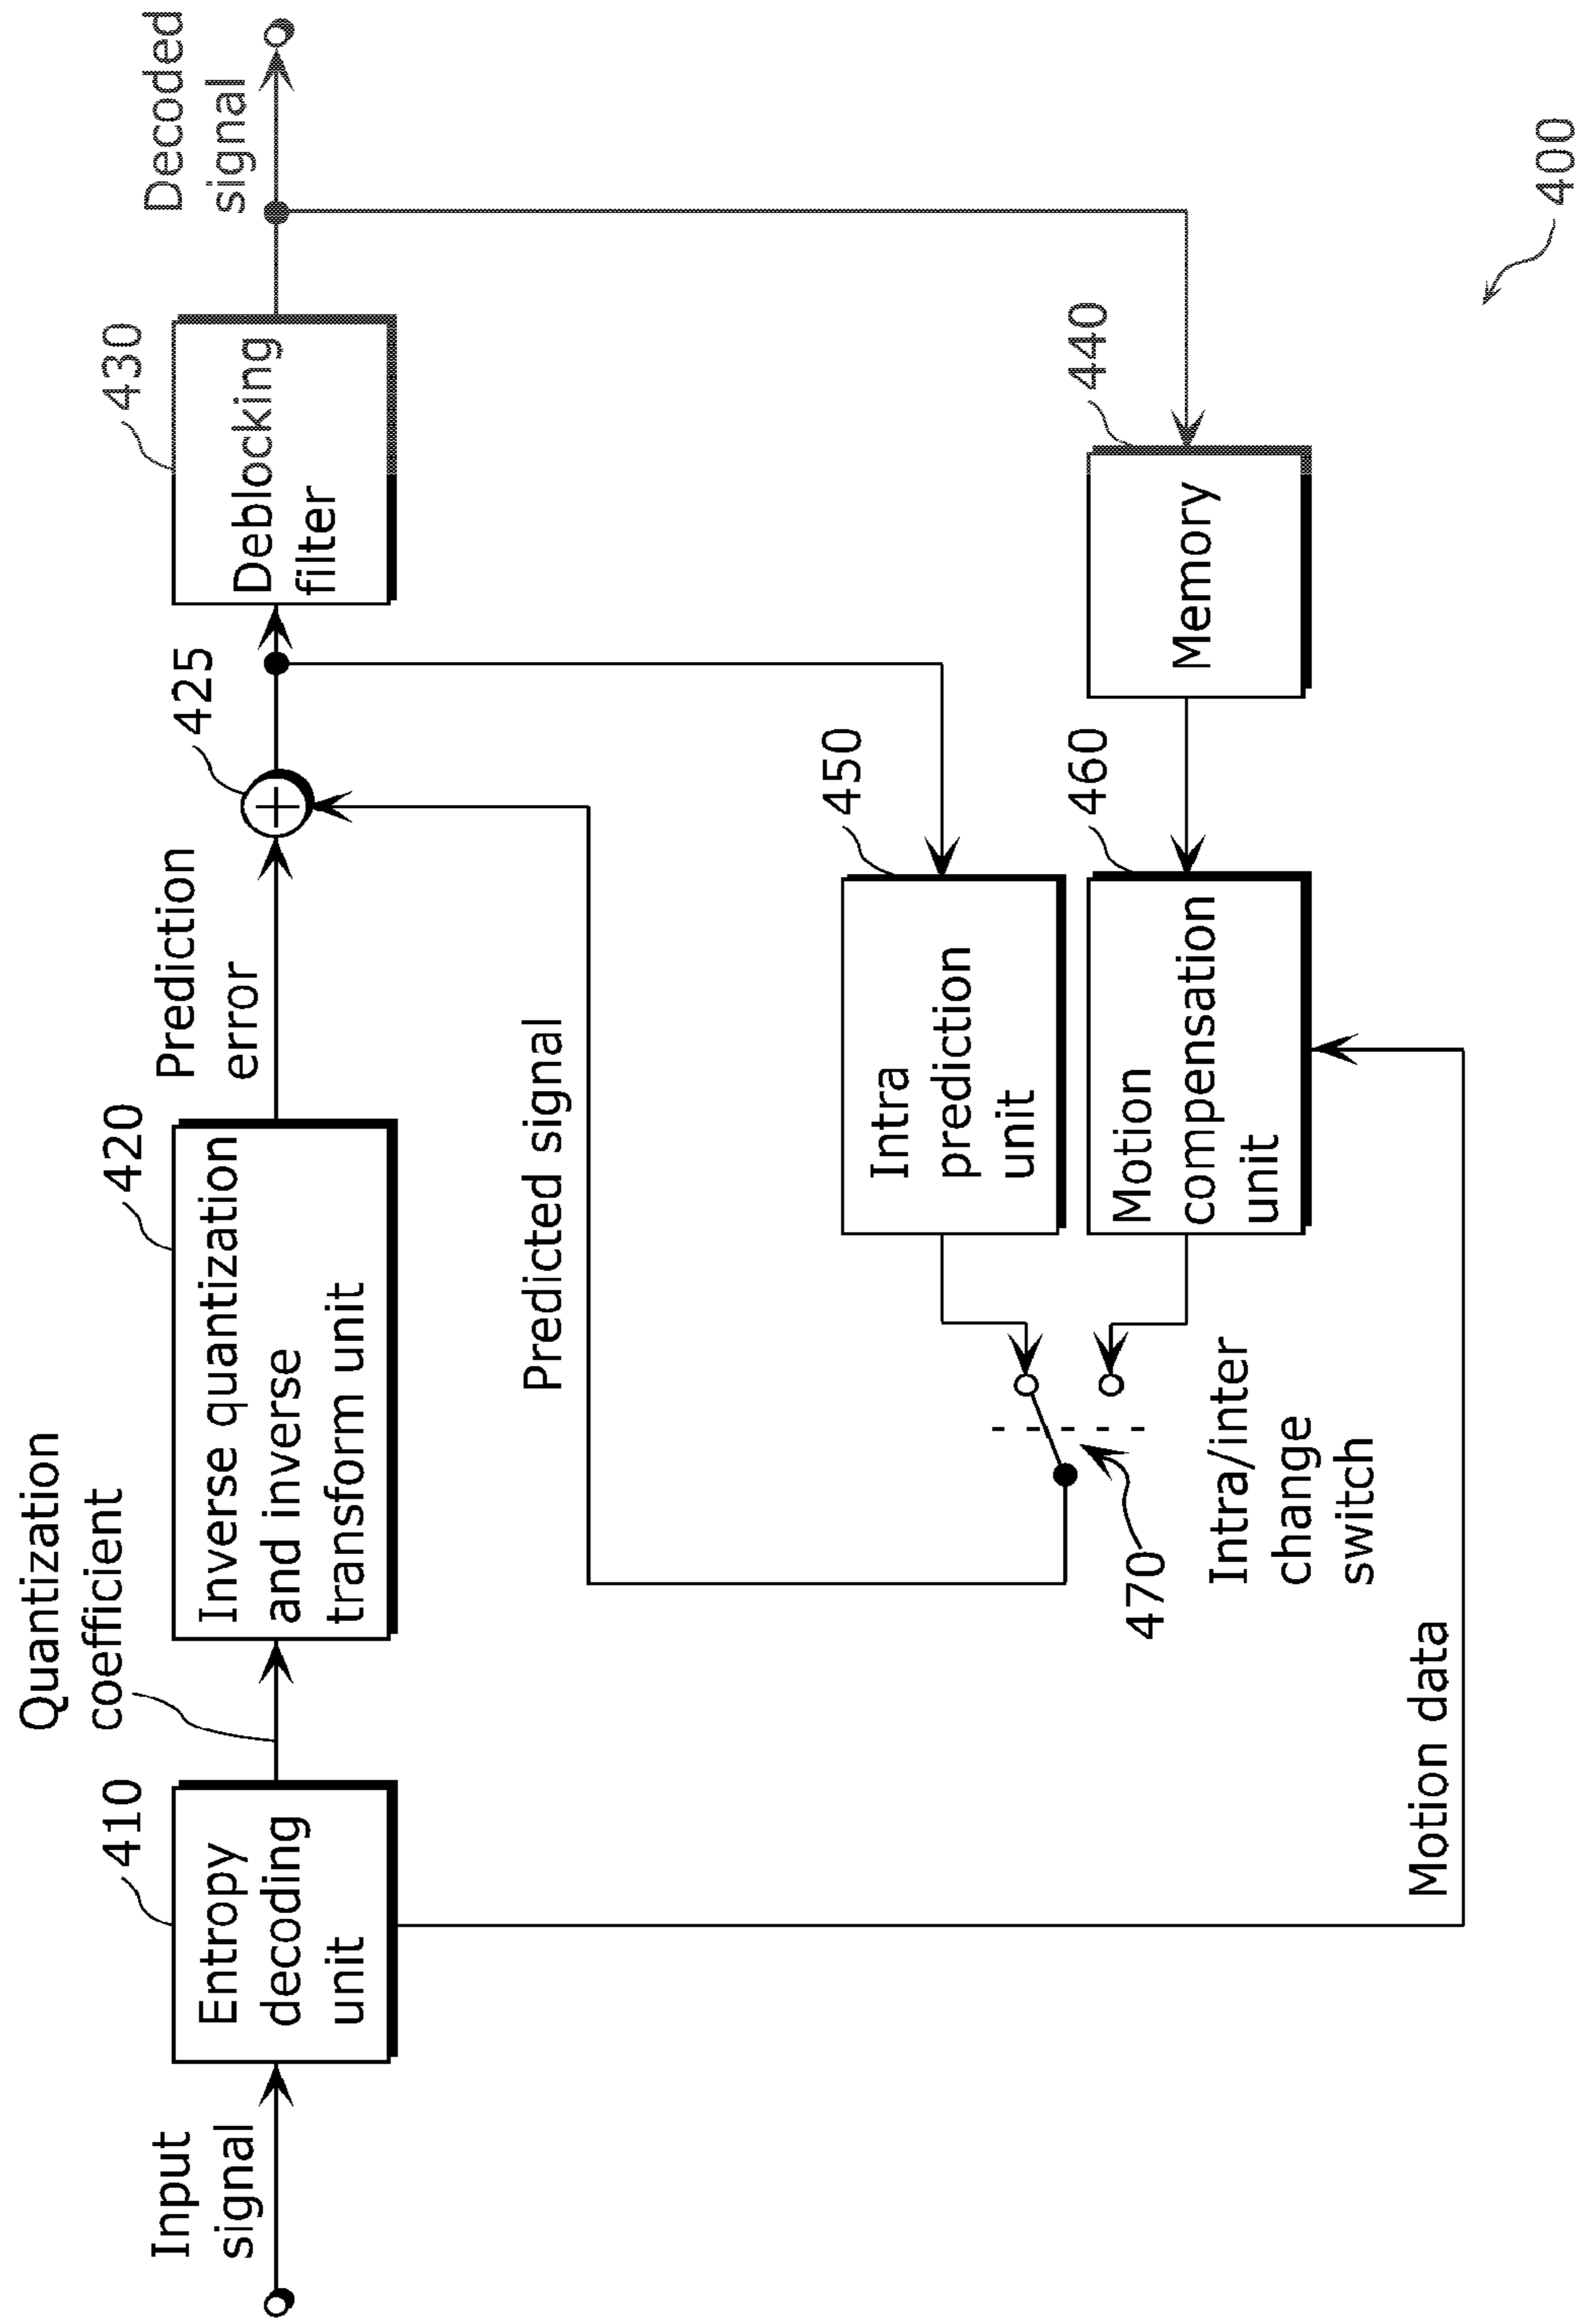 Quantization
coefficient
Input
signal
410
Entropy
decoding
unit
420
Inverse quantization
and inverse
transform unit
Prediction
error
425
430
Deblocking
filter
Decoded
signal
Predicted signal
450
Intra
prediction
unit
460
Motion
compensation
unit
440
Memory
470
Intra/inter
change
switch
Motion data
400